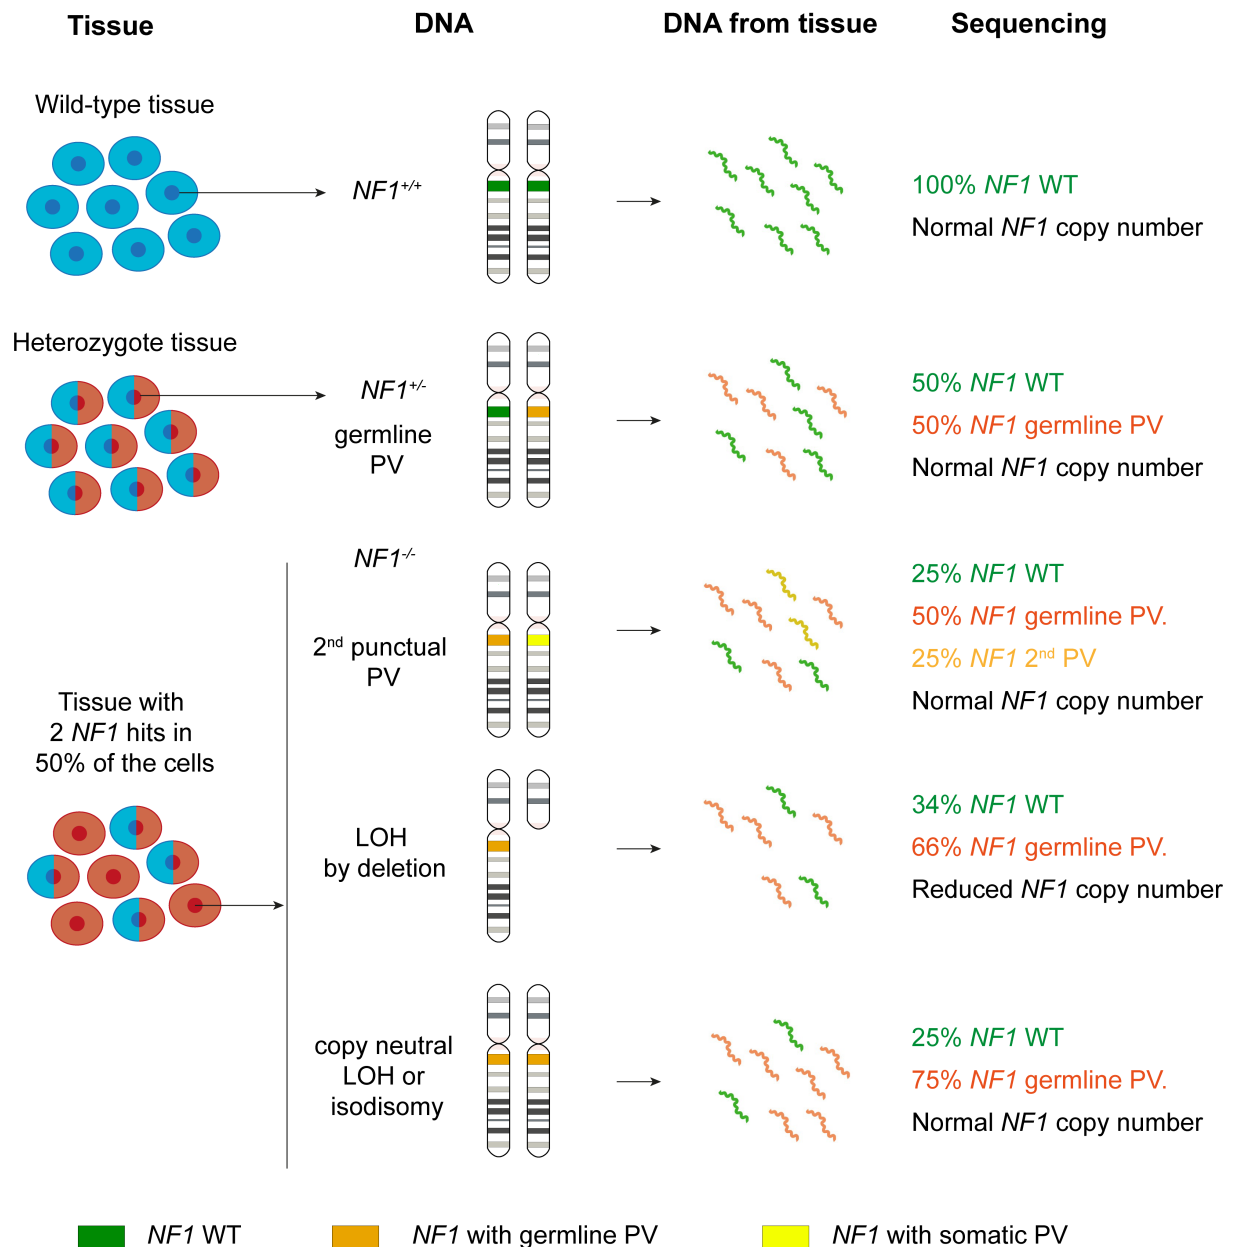 Tissue
DNA
DNA from tissue
Sequencing
Wild-type tissue
NF1+/+
100% NF1 WT
Normal NF1 copy number
Heterozygote tissue
NF1+/-
germline
PV
50% NF1 WT
50% NF1 germline PV
Normal NF1 copy number
Tissue with
2 NF1 hits in
50% of the cells
NF1-/-
2nd punctual
PV
25% NF1 WT
50% NF1 germline PV.
25% NF1 2nd PV
Normal NF1 copy number
LOH
by deletion
34% NF1 WT
66% NF1 germline PV.
Reduced NF1 copy number
copy neutral
LOH or
isodisomy
25% NF1 WT
75% NF1 germline PV.
Normal NF1 copy number
NF1 WT
NF1 with germline PV
NF1 with somatic PV